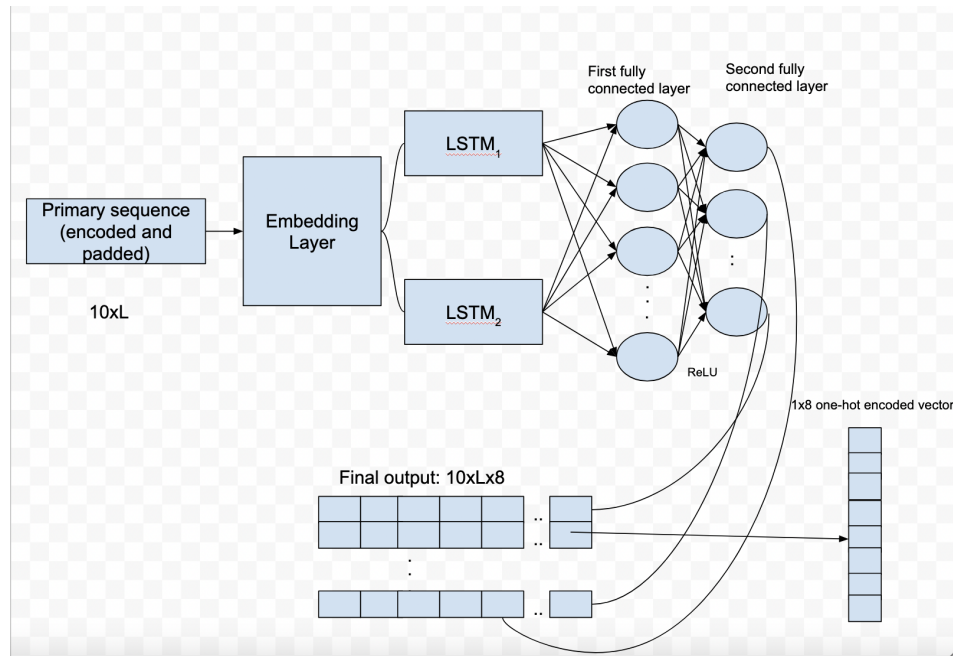 First fully
connected layer
Second fully
connected layer
LSTM1
Primary sequence
(encoded and
padded)
Embedding
Layer
10xL
LSTM2
ReLU
1x8 one-hot encoded vector
Final output: 10xLx8